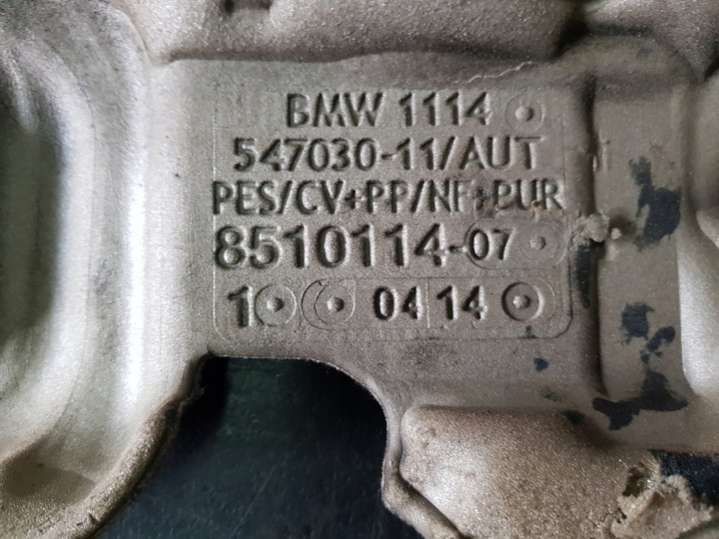 BMW 1114
547030-11/AUT
PES/CV+PP/NF+PUR
8510114-07
1 04 14